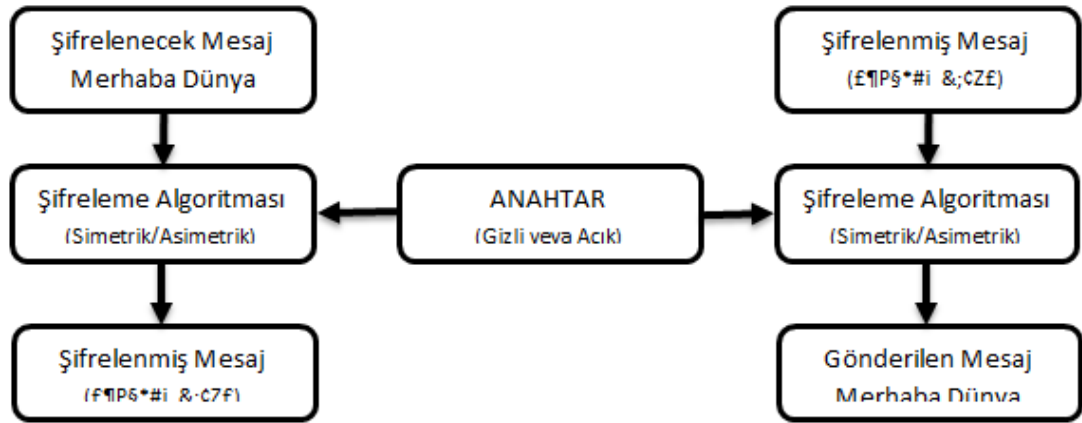 Şifrelenecek Mesaj
Merhaba Dünya
Şifreleme Algoritması
(Simetrik/Asimetrik)
Şifrelenmiş Mesaj
(£¶P§*#i &;¢Z£)
ANAHTAR
(Gizli veya Açık)
Şifrelenmiş Mesaj
(£¶P§*#i &;¢Z£)
Şifreleme Algoritması
(Simetrik/Asimetrik)
Gönderilen Mesaj
Merhaba Dünya